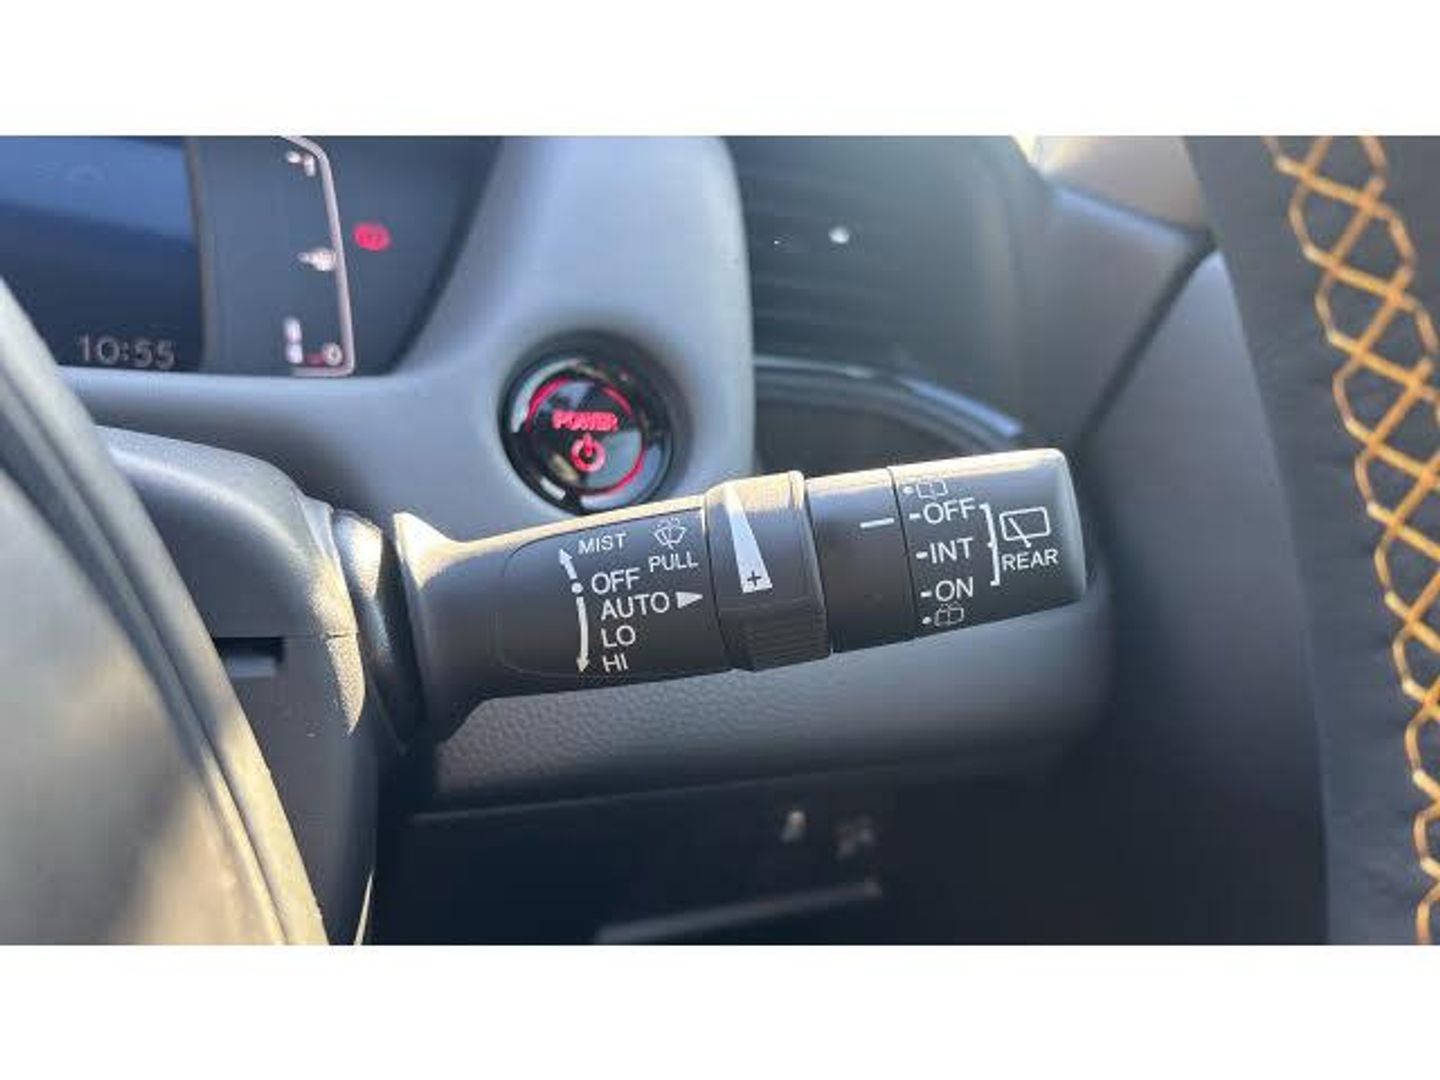 10:55
POWER
MIST
PULL
OFF
AUTO
LO
HI
+
-OFF
-INT
-ON
REAR